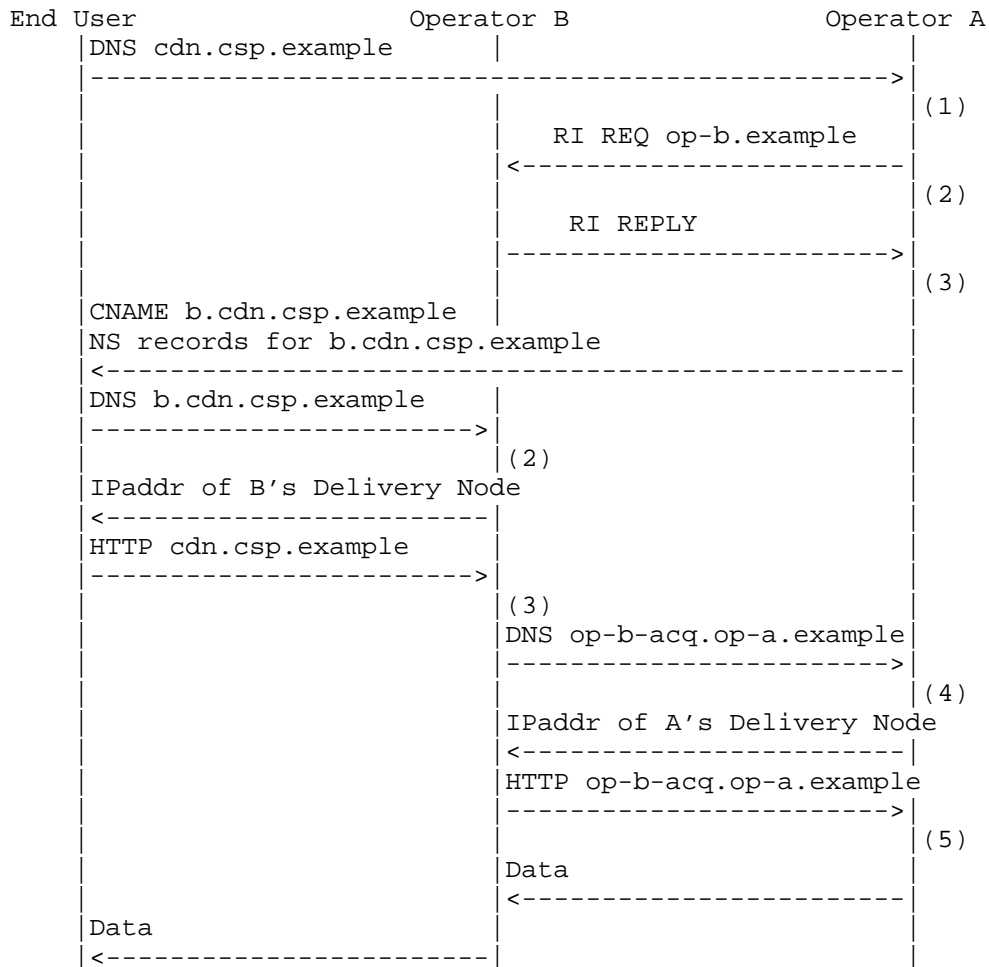 End User Operator B Operator A
DNS cdn.csp.example
(1)
RI REQ op-b.example
(2)
RI REPLY
(3)
CNAME b.cdn.csp.example
NS records for b.cdn.csp.example
DNS b.cdn.csp.example
(2)
IPaddr of B's Delivery Node
HTTP cdn.csp.example
(3)
DNS op-b-acq.op-a.example
(4)
IPaddr of A's Delivery Node
HTTP op-b-acq.op-a.example
(5)
Data
Data